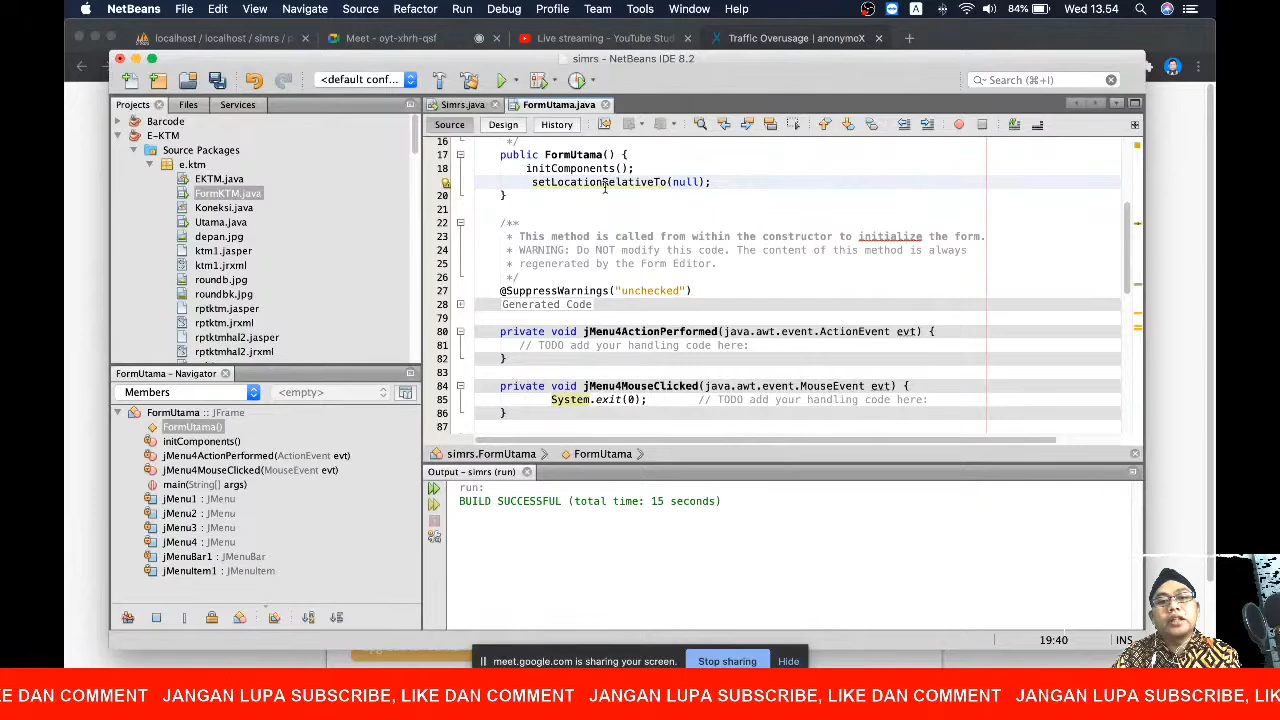 NetBeans File Edit View Navigate Source Refactor Run Debug Profile Team Tools Window Help 84% Wed 13.54
localhost / localhost / simrs / p Meet - oyt-xhrh-qsf Live streaming - YouTube Stud Traffic Overusage | anonymoX
simrs - NetBeans IDE 8.2
<default conf... Search (⌘+I)
Projects Files Services Simrs.java FormUtama.java
Source Design History
Barcode
E-KTM
Source Packages
e.ktm
EKTM.java
FormKTM.java
Koneksi.java
Utama.java
depan.jpg
ktm1.jasper
ktm1.jrxml
roundb.jpg
roundbk.jpg
rptktm.jasper
rptktm.jrxml
rptktmhal2.jasper
rptktmhal2.jrxml
16 */
17 public FormUtama() {
18 initComponents();
setLocationRelativeTo(null);
20 }
21
22 /**
23 * This method is called from within the constructor to initialize the form.
24 * WARNING: Do NOT modify this code. The content of this method is always
25 * regenerated by the Form Editor.
26 */
27 @SuppressWarnings("unchecked")
28 Generated Code
79
80 private void jMenu4ActionPerformed(java.awt.event.ActionEvent evt) {
81 // TODO add your handling code here:
82 }
83
84 private void jMenu4MouseClicked(java.awt.event.MouseEvent evt) {
85 System.exit(0); // TODO add your handling code here:
86 }
87
simrs.FormUtama FormUtama
FormUtama - Navigator
Members <empty>
FormUtama :: JFrame
FormUtama()
initComponents()
jMenu4ActionPerformed(ActionEvent evt)
jMenu4MouseClicked(MouseEvent evt)
main(String[] args)
jMenu1 : JMenu
jMenu2 : JMenu
jMenu3 : JMenu
jMenu4 : JMenu
jMenuBar1 : JMenuBar
jMenuItem1 : JMenuItem
Output - simrs (run)
run:
BUILD SUCCESSFUL (total time: 15 seconds)
19:40 INS
meet.google.com is sharing your screen. Stop sharing Hide
KE DAN COMMENT JANGAN LUPA SUBSCRIBE, LIKE DAN COMMENT JANGAN LUPA SUBSCRIBE, LIKE DAN COMMENT JANGAN LUPA SUBSCRIBE, LIK